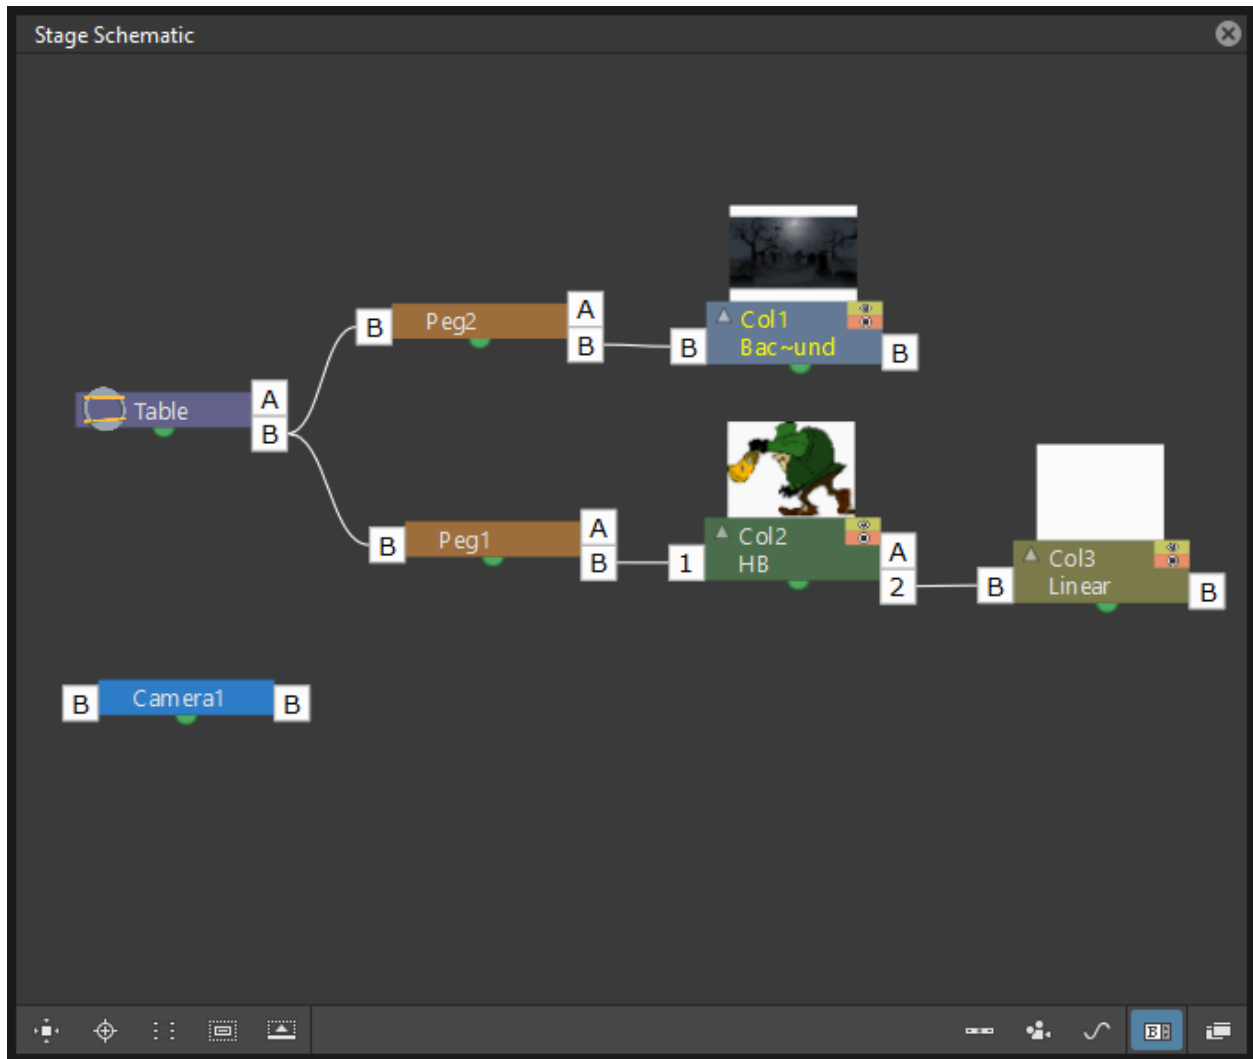 Stage Schematic
A
B
Peg2
A
B
B
Col1
Bac~und
B
Table
A
B
B
Peg1
A
B
1
Col2
HB
A
2
B
Col3
Linear
B
B
Camera1
B
B